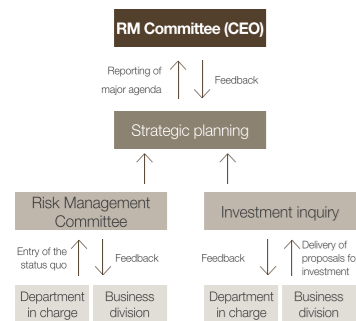 RM Committee (CEO)
Reporting of
major agenda
Feedback
Strategic planning
Risk Management
Committee
Investment inquiry
Entry of the
status quo
Feedback
Feedback
Delivery of
proposals fo
investment
Department
in charge
Business
division
Department
in charge
Business
division